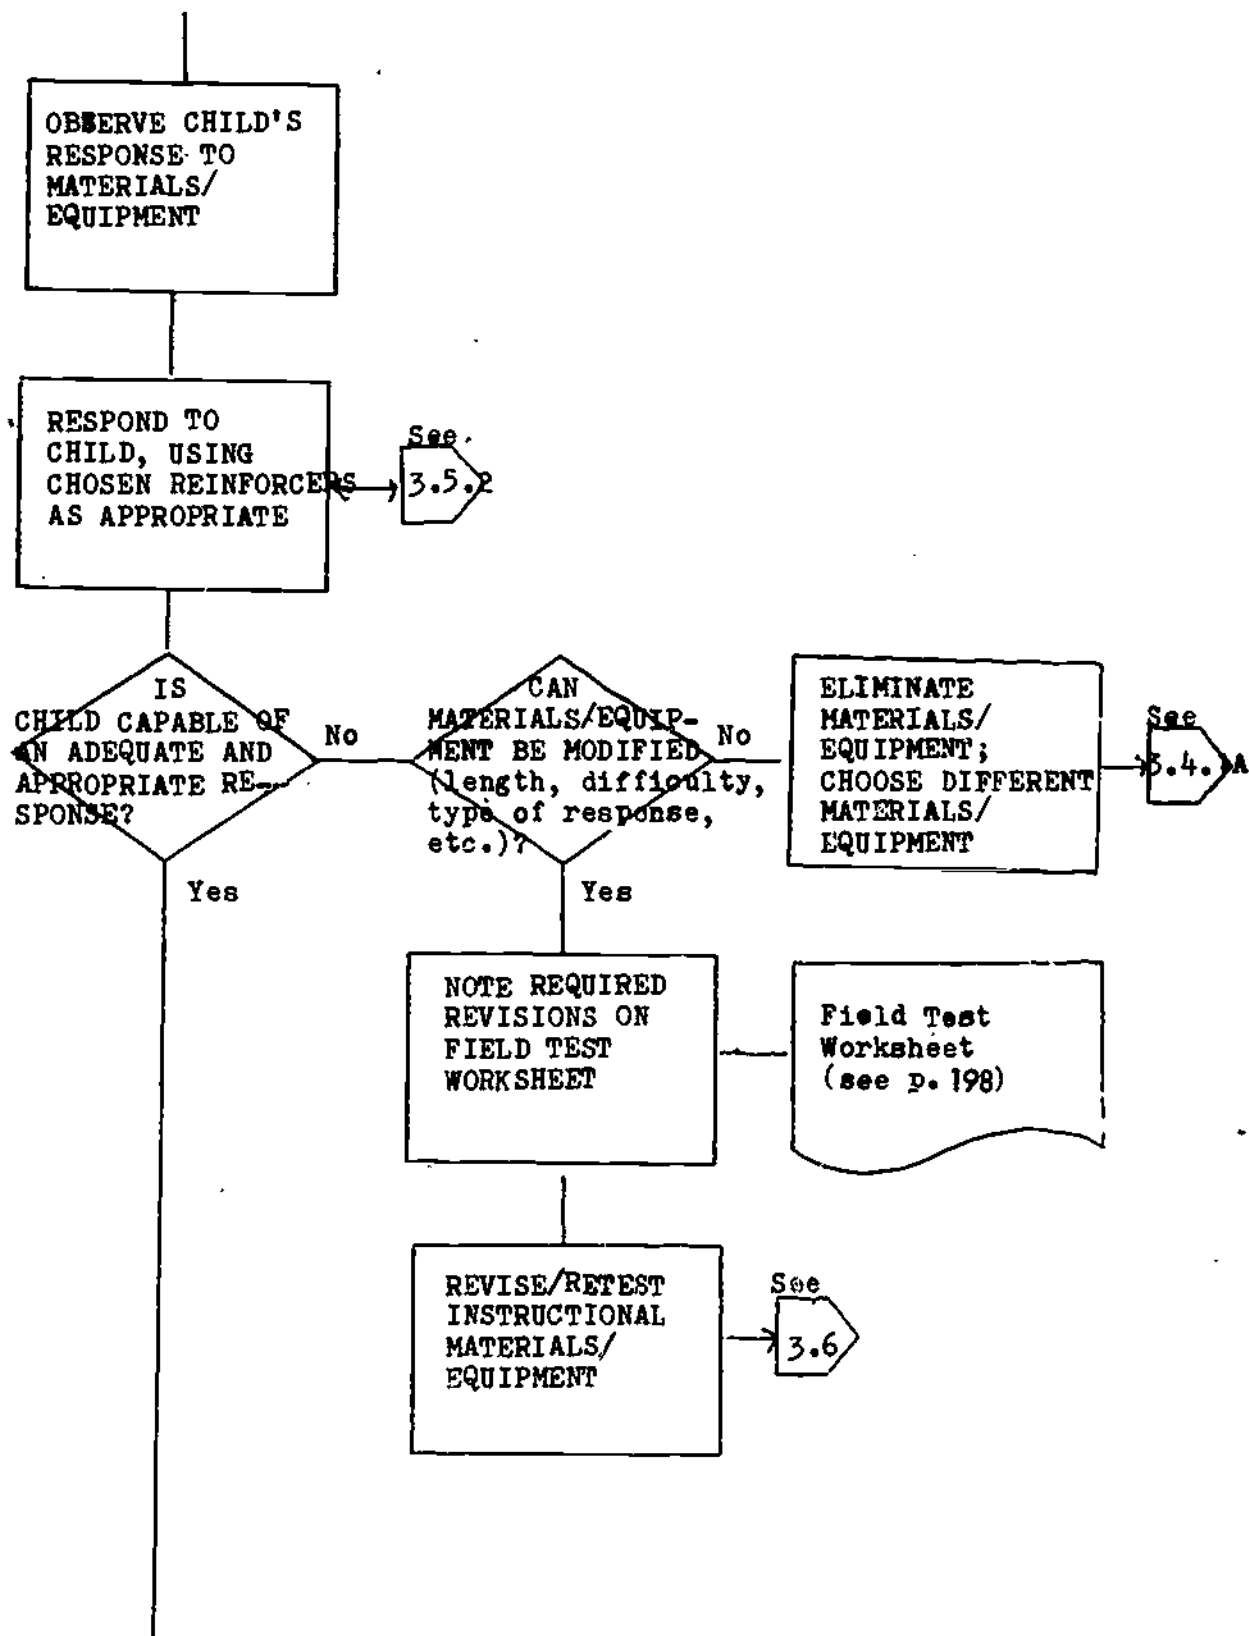 OBSERVE CHILD'S
RESPONSE TO
MATERIALS/
EQUIPMENT
RESPOND TO
CHILD, USING
CHOSEN REINFORCERS
AS APPROPRIATE
See
3.5.2
IS
CHILD CAPABLE OF
AN ADEQUATE AND
APPROPRIATE RE-
SPONSE?
No
Yes
CAN
MATERIALS/EQUIP-
MENT BE MODIFIED
(length, difficulty,
type of response,
etc.)?
No
Yes
ELIMINATE
MATERIALS/
EQUIPMENT;
CHOOSE DIFFERENT
MATERIALS/
EQUIPMENT
See
NOTE REQUIRED
REVISIONS ON
FIELD TEST
WORKSHEET
Field Test
Worksheet
(see p. 198)
REVISE/RETEST
INSTRUCTIONAL
MATERIALS/
EQUIPMENT
See
3.6